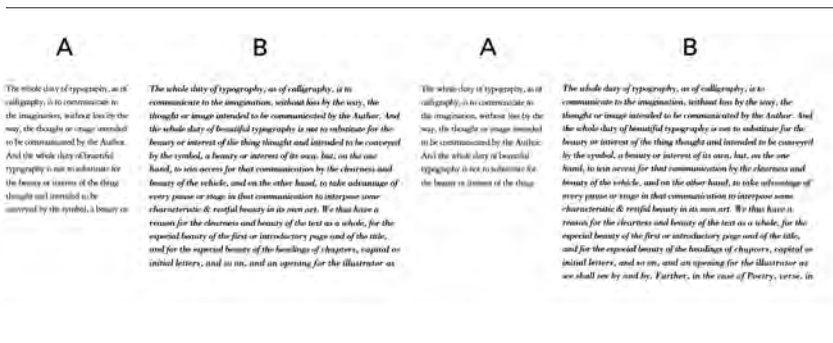 A
The whole duty of typography, as of
calligraphy, is to communicate to
the imagination, without loss by the
way, the thought or image intended
to be communicated by the Author.
And the whole duty of beautiful
typography is not to substitute for
the beauty or interest of the thing
thought and intended to be
conveyed by the symbol, a beauty or
B
The whole duty of typography, as of calligraphy, is to
communicate to the imagination, without loss by the way, the
thought or image intended to be communicated by the Author. And
the whole duty of beautiful typography is not to substitute for the
beauty or interest of the thing thought and intended to be conveyed
by the symbol, a beauty or interest of its own, but, on the one
hand, to win access for that communication by the clearness and
beauty of the vehicle, and on the other hand, to take advantage of
every pause or stage in that communication to interpose some
characteristic & restful beauty in its own art. We thus have a
reason for the clearness and beauty of the text as a whole, for the
especial beauty of the first or introductory page and of the title,
and for the especial beauty of the headings of chapters, capital or
initial letters, and so on, and an opening for the illustrator as
A
The whole duty of typography, as of
calligraphy, is to communicate to
the imagination, without loss by the
way, the thought or image intended
to be communicated by the Author.
And the whole duty of beautiful
typography is not to substitute for
the beauty or interest of the thing
B
The whole duty of typography, as of calligraphy, is to
communicate to the imagination, without loss by the way, the
thought or image intended to be communicated by the Author. And
the whole duty of beautiful typography is not to substitute for the
beauty or interest of the thing thought and intended to be conveyed
by the symbol, a beauty or interest of its own, but, on the one
hand, to win access for that communication by the clearness and
beauty of the vehicle, and on the other hand, to take advantage of
every pause or stage in that communication to interpose some
characteristic & restful beauty in its own art. We thus have a
reason for the clearness and beauty of the text as a whole, for the
especial beauty of the first or introductory page and of the title,
and for the especial beauty of the headings of chapters, capital or
initial letters, and so on, and an opening for the illustrator as
we shall see by and by. Further, in the case of Poetry, verse, in